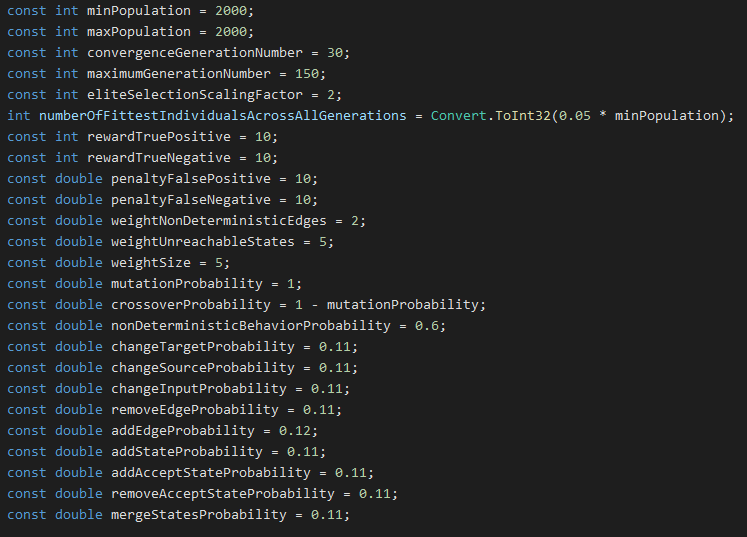 const int minPopulation = 2000;
const int maxPopulation = 2000;
const int convergenceGenerationNumber = 30;
const int maximumGenerationNumber = 150;
const int eliteSelectionScalingFactor = 2;
int numberOfFittestIndividualsAcrossAllGenerations = Convert.ToInt32(0.05 * minPopulation);
const int rewardTruePositive = 10;
const int rewardTrueNegative = 10;
const double penaltyFalsePositive = 10;
const double penaltyFalseNegative = 10;
const double weightNonDeterministicEdges = 2;
const double weightUnreachableStates = 5;
const double weightSize = 5;
const double mutationProbability = 1;
const double crossoverProbability = 1 - mutationProbability;
const double nonDeterministicBehaviorProbability = 0.6;
const double changeTargetProbability = 0.11;
const double changeSourceProbability = 0.11;
const double changeInputProbability = 0.11;
const double removeEdgeProbability = 0.11;
const double addEdgeProbability = 0.12;
const double addStateProbability = 0.11;
const double addAcceptStateProbability = 0.11;
const double removeAcceptStateProbability = 0.11;
const double mergeStatesProbability = 0.11;